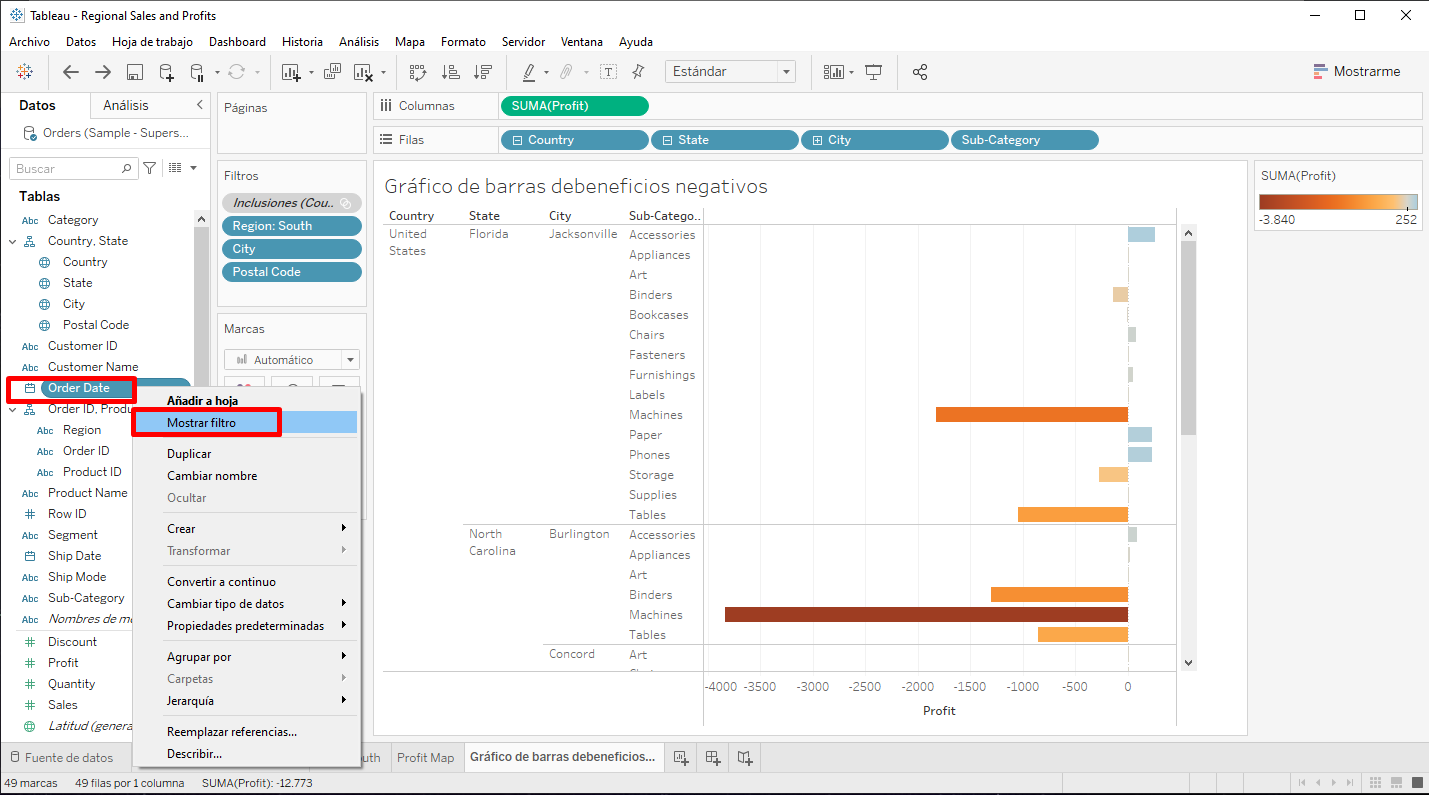 Tableau - Regional Sales and Profits
Archivo Datos Hoja de trabajo Dashboard Historia Análisis Mapa Formato Servidor Ventana Ayuda
Estándar
Mostrarme
Datos Análisis
Orders (Sample - Supers...
Buscar
Tablas
Abc Category
Country, State
Country
State
City
Postal Code
Abc Customer ID
Abc Customer Name
Order Date
Order ID, Produ
Abc Region
Abc Order ID
Abc Product ID
Abc Product Name
# Row ID
Abc Segment
Ship Date
Abc Ship Mode
Abc Sub-Category
Abc Nombres de me
# Discount
# Profit
# Quantity
# Sales
Latitud (genera
Añadir a hoja
Mostrar filtro
Duplicar
Cambiar nombre
Ocultar
Crear
Transformar
Convertir a continuo
Cambiar tipo de datos
Propiedades predeterminadas
Agrupar por
Carpetas
Jerarquía
Reemplazar referencias...
Describir...
Páginas
Filtros
Inclusiones (Cou..
Region: South
City
Postal Code
Marcas
Automático
Columnas SUMA(Profit)
Filas Country State City Sub-Category
Gráfico de barras debeneficios negativos
Country State City Sub-Catego..
United States Florida Jacksonville Accessories
Appliances
Art
Binders
Bookcases
Chairs
Fasteners
Furnishings
Labels
Machines
Paper
Phones
Storage
Supplies
Tables
North Carolina Burlington Accessories
Appliances
Art
Binders
Machines
Tables
Concord Art
-4000 -3500 -3000 -2500 -2000 -1500 -1000 -500 0
Profit
SUMA(Profit)
-3.840 252
Fuente de datos outh Profit Map Gráfico de barras debeneficios...
49 marcas 49 filas por 1 columna SUMA(Profit): -12.773